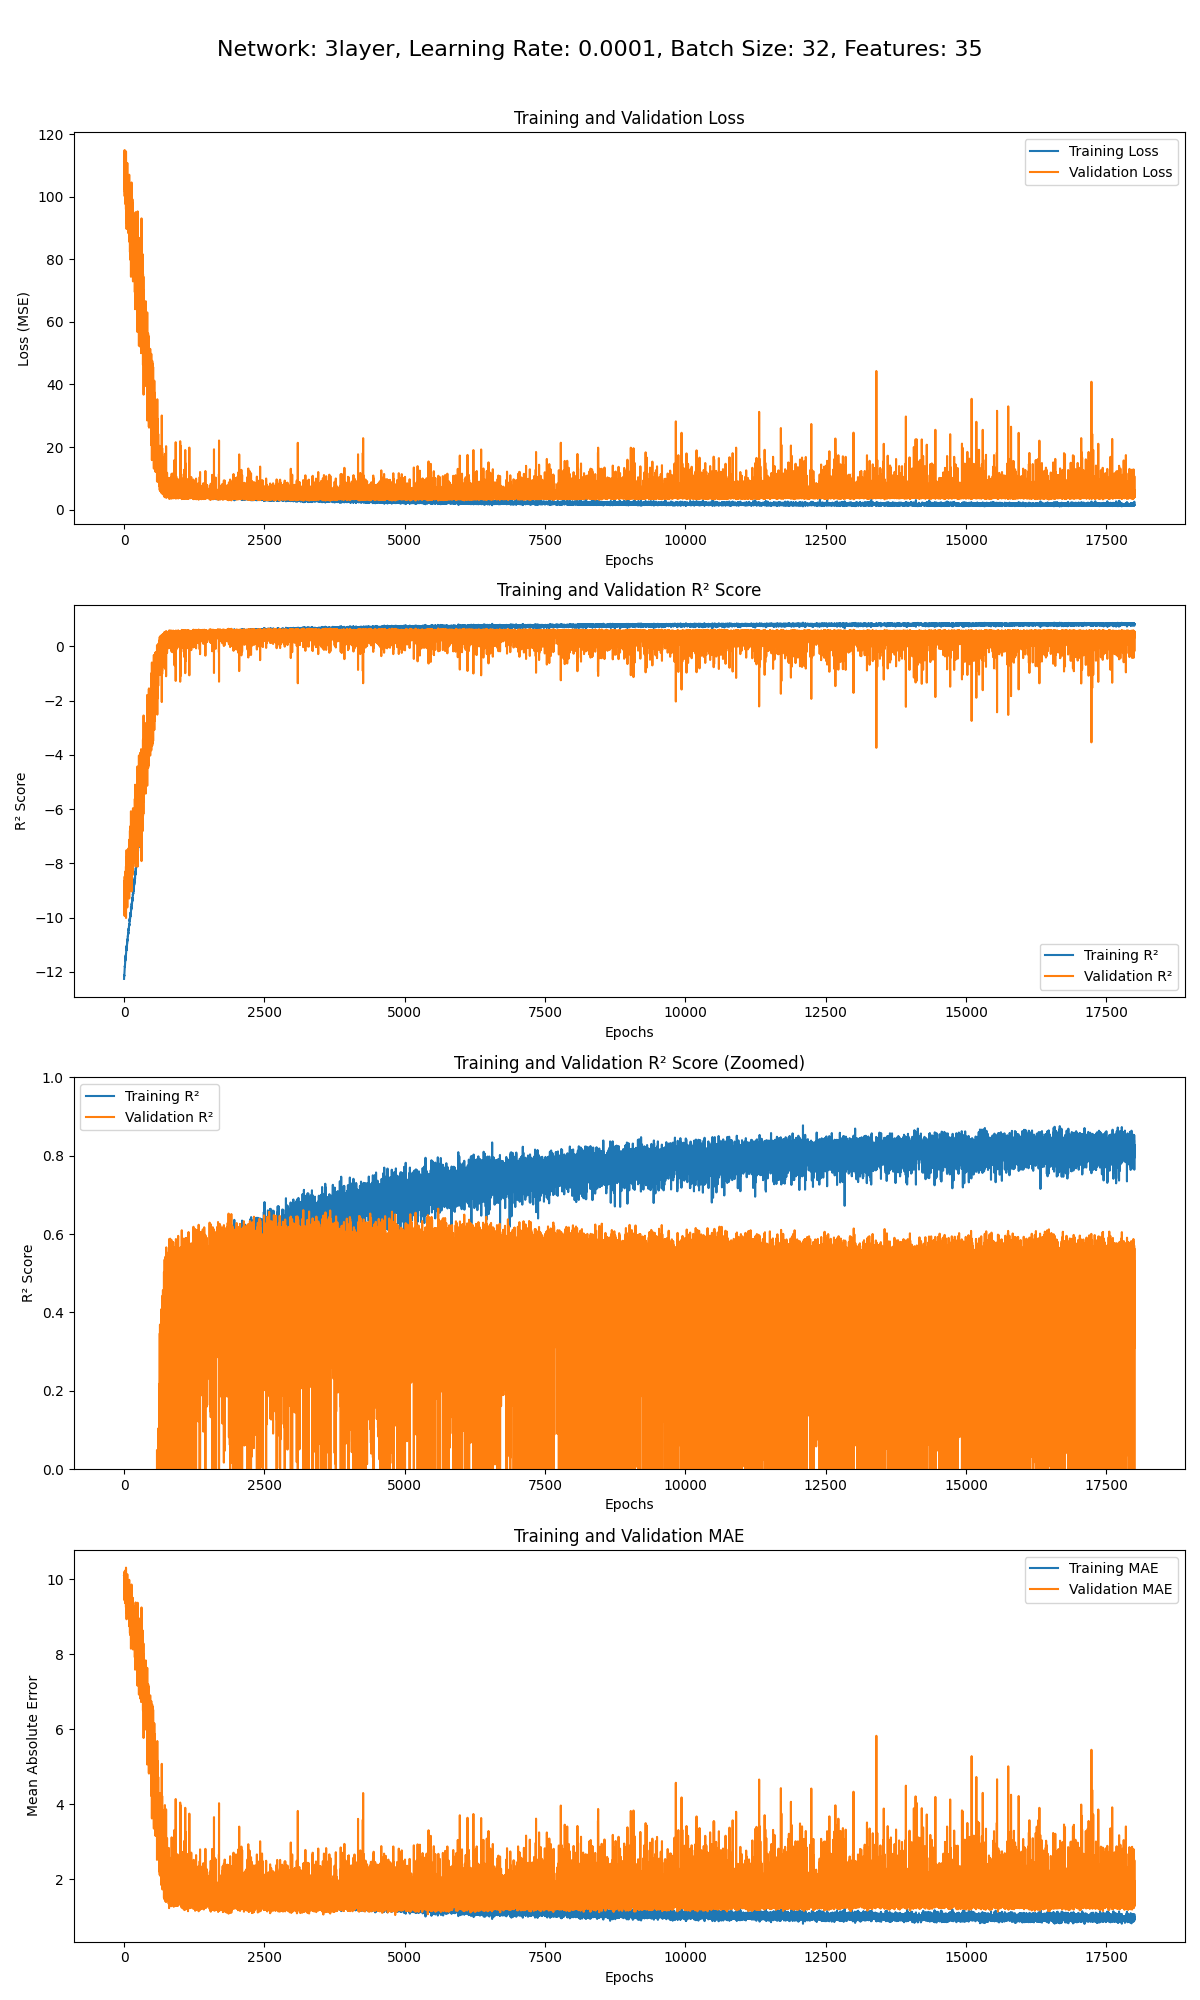 Network: 3layer, Learning Rate: 0.0001, Batch Size: 32, Features: 35
Training and Validation Loss
120
100
80
60
40
20
0
Loss (MSE)
Training Loss
Validation Loss
0 2500 5000 7500 10000 12500 15000 17500
Epochs
Training and Validation R² Score
0
−2
−4
−6
−8
−10
−12
R² Score
Training R²
Validation R²
0 2500 5000 7500 10000 12500 15000 17500
Epochs
Training and Validation R² Score (Zoomed)
1.0
0.8
0.6
0.4
0.2
0.0
R² Score
Training R²
Validation R²
0 2500 5000 7500 10000 12500 15000 17500
Epochs
Training and Validation MAE
10
8
6
4
2
Mean Absolute Error
Training MAE
Validation MAE
0 2500 5000 7500 10000 12500 15000 17500
Epochs